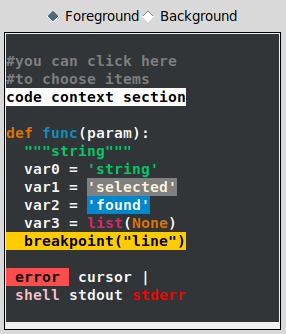 Foreground Background
#you can click here
#to choose items
code context section
def func(param):
  """string"""
  var0 = 'string'
  var1 = 'selected'
  var2 = 'found'
  var3 = list(None)
  breakpoint("line")
 error  cursor |
 shell stdout stderr